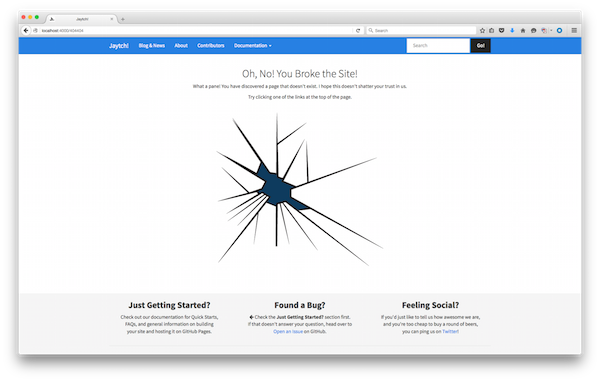 Jaytch!
localhost:4000/404404
Search
Jaytch! Blog & News About Contributors Documentation Search Go!
Oh, No! You Broke the Site!
What a pane! You have discovered a page that doesn't exist. I hope this doesn't shatter your trust in us.
Try clicking one of the links at the top of the page.
Just Getting Started?
Check out our documentation for Quick Starts,
FAQs, and general information on building
your site and hosting it on GitHub Pages.
Found a Bug?
← Check the Just Getting Started? section first.
If that doesn't answer your question, head over to
Open an issue on GitHub.
Feeling Social?
If you'd just like to tell us how awesome we are,
and you're too cheap to buy a round of beers,
you can ping us on Twitter!